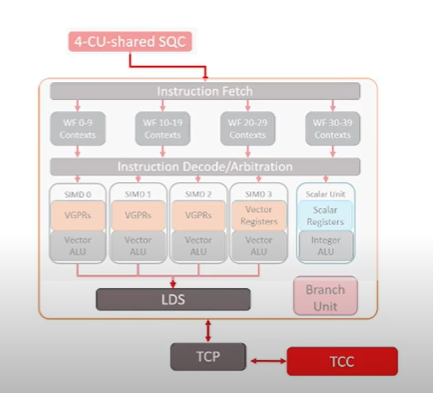 4-CU-shared SQC
Instruction Fetch
WF 0-9
Contexts
WF 10-19
Contexts
WF 20-29
Contexts
WF 30-39
Contexts
Instruction Decode/Arbitration
SIMD 0
VGPRs
Vector
ALU
SIMD 1
VGPRs
Vector
ALU
SIMD 2
VGPRs
Vector
ALU
SIMD 3
Vector
Registers
Vector
ALU
Scalar Unit
Scalar
Registers
Integer
ALU
LDS
Branch
Unit
TCP
TCC